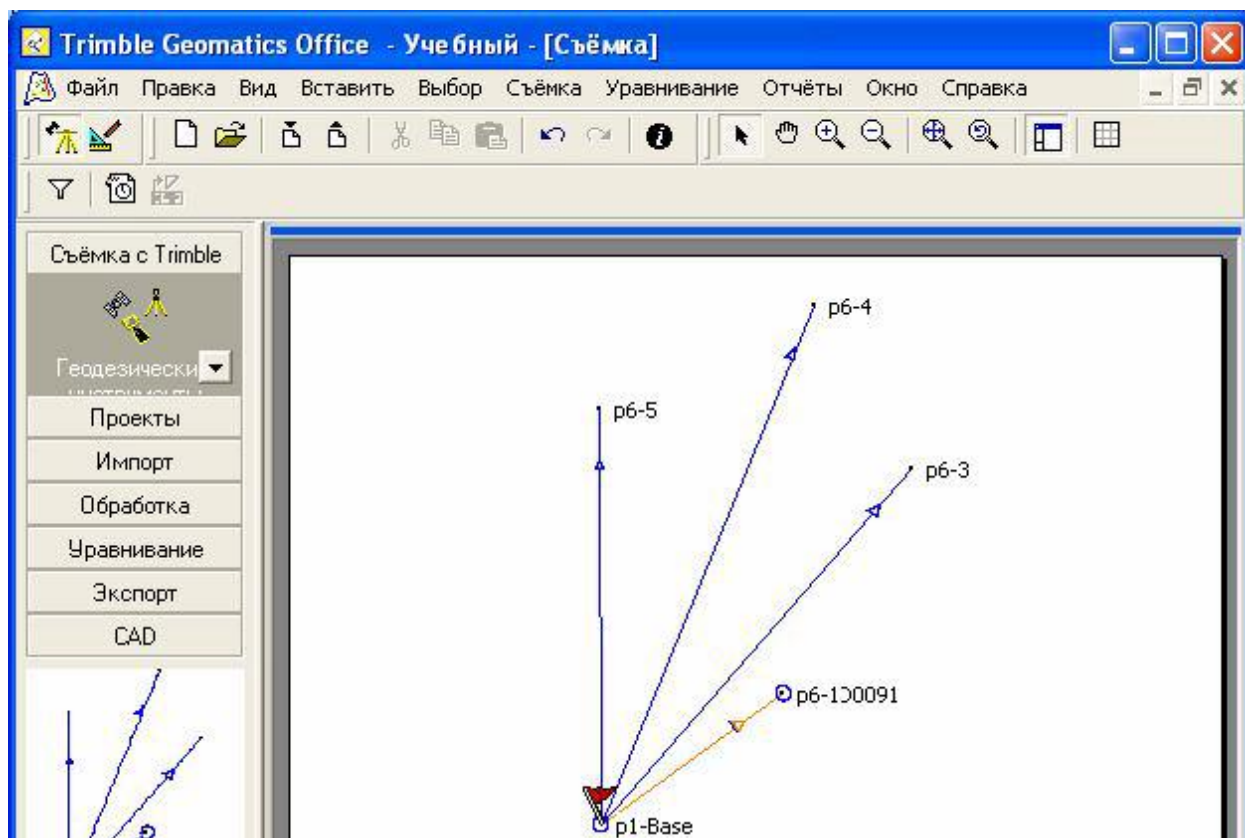 Trimble Geomatics Office - Учебный - [Съёмка]
Файл Правка Вид Вставить Выбор Съёмка Уравнивание Отчёты Окно Справка
Съёмка с Trimble
Геодезически
Проекты
Импорт
Обработка
Уравнивание
Экспорт
CAD
p6-4
p6-5
p6-3
p1-Base